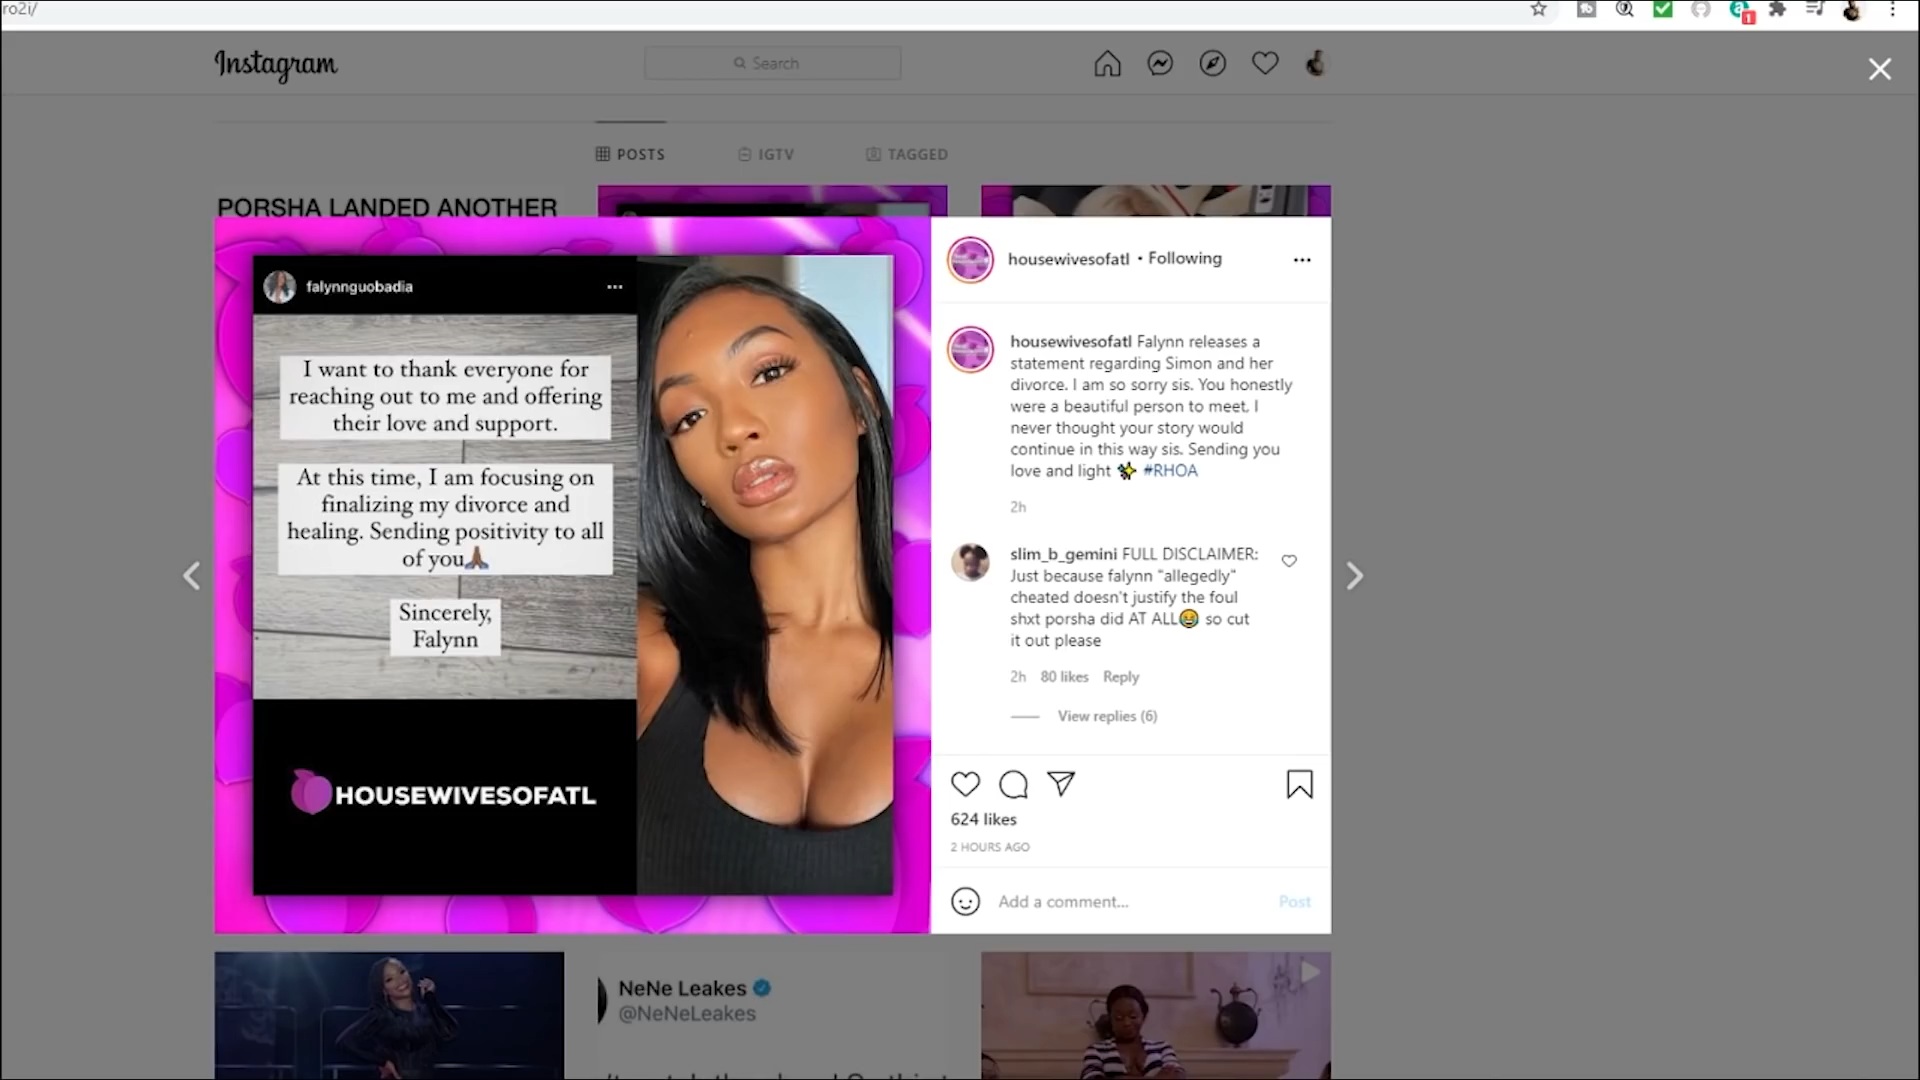 ro2i/
Instagram
Search
1
POSTS
IGTV
TAGGED
PORSHA LANDED ANOTHER
falynnguobadia
I want to thank everyone for
reaching out to me and offering
their love and support.
At this time, I am focusing on
finalizing my divorce and
healing. Sending positivity to all
of you🙏🏾
Sincerely,
Falynn
HOUSEWIVESOFATL
housewivesofatl • Following
housewivesofatl Falynn releases a
statement regarding Simon and her
divorce. I am so sorry sis. You honestly
were a beautiful person to meet, I
never thought your story would
continue in this way sis. Sending you
love and light ✨ #RHOA
2h
slim_b_gemini FULL DISCLAIMER:
Just because falynn "allegedly"
cheated doesn't justify the foul
shxt porsha did AT ALL😂 so cut
it out please
2h 80 likes Reply
View replies (6)
624 likes
2 HOURS AGO
Add a comment...
Post
NeNe Leakes
@NeNeLeakes